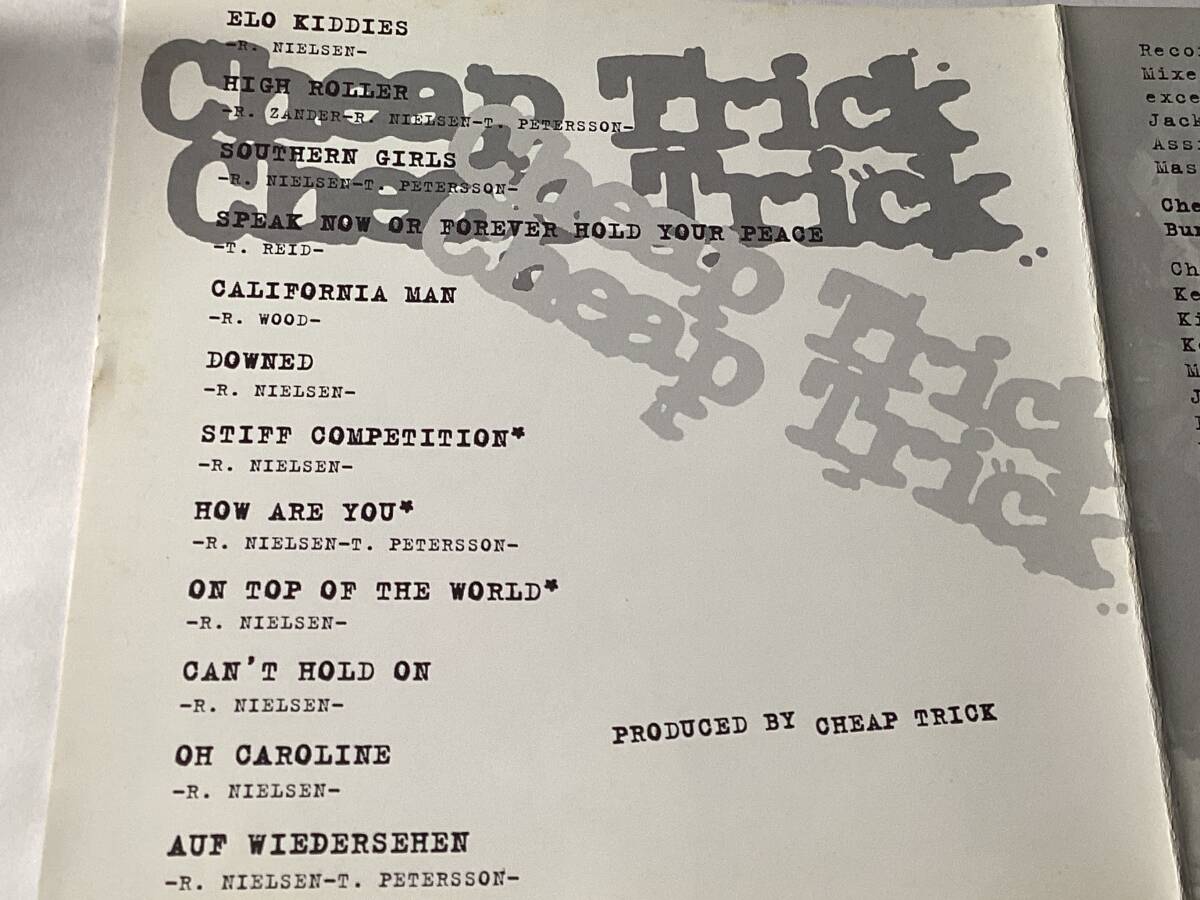 ELO KIDDIES
-R. NIELSEN-
HIGH ROLLER
-R. ZANDER-R. NIELSEN-T. PETERSSON-
SOUTHERN GIRLS
-R. NIELSEN-T. PETERSSON-
SPEAK NOW OR FOREVER HOLD YOUR PEACE
-T. REID-
CALIFORNIA MAN
-R. WOOD-
DOWNED
-R. NIELSEN-
STIFF COMPETITION*
-R. NIELSEN-
HOW ARE YOU*
-R. NIELSEN-T. PETERSSON-
ON TOP OF THE WORLD*
-R. NIELSEN-
CAN'T HOLD ON
-R. NIELSEN-
OH CAROLINE
-R. NIELSEN-
AUF WIEDERSEHEN
-R. NIELSEN-T. PETERSSON-
Cheap Trick
Cheap Trick
Cheap Trick
Cheap Trick
PRODUCED BY CHEAP TRICK